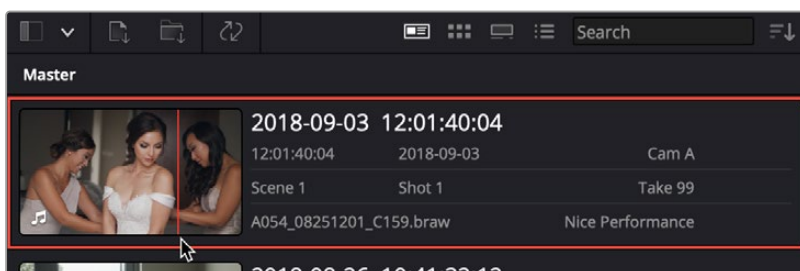 Search
Master
2018-09-03 12:01:40:04
12:01:40:04 2018-09-03 Cam A
Scene 1 Shot 1 Take 99
A054_08251201_C159.braw Nice Performance